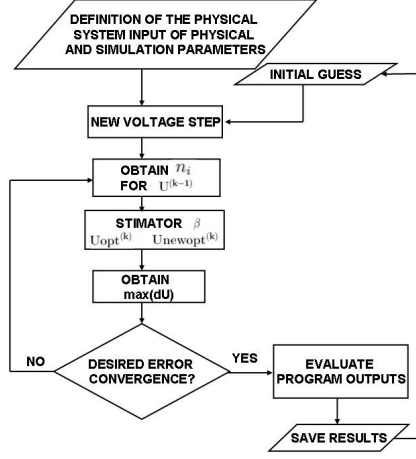 DEFINITION OF THE PHYSICAL
SYSTEM INPUT OF PHYSICAL
AND SIMULATION PARAMETERS
INITIAL GUESS
NEW VOLTAGE STEP
OBTAIN nᵢ
FOR U⁽ᵏ⁻¹⁾
STIMATOR β
Uopt⁽ᵏ⁾ Unewopt⁽ᵏ⁾
OBTAIN
max(dU)
NO
DESIRED ERROR
CONVERGENCE?
YES
EVALUATE
PROGRAM OUTPUTS
SAVE RESULTS